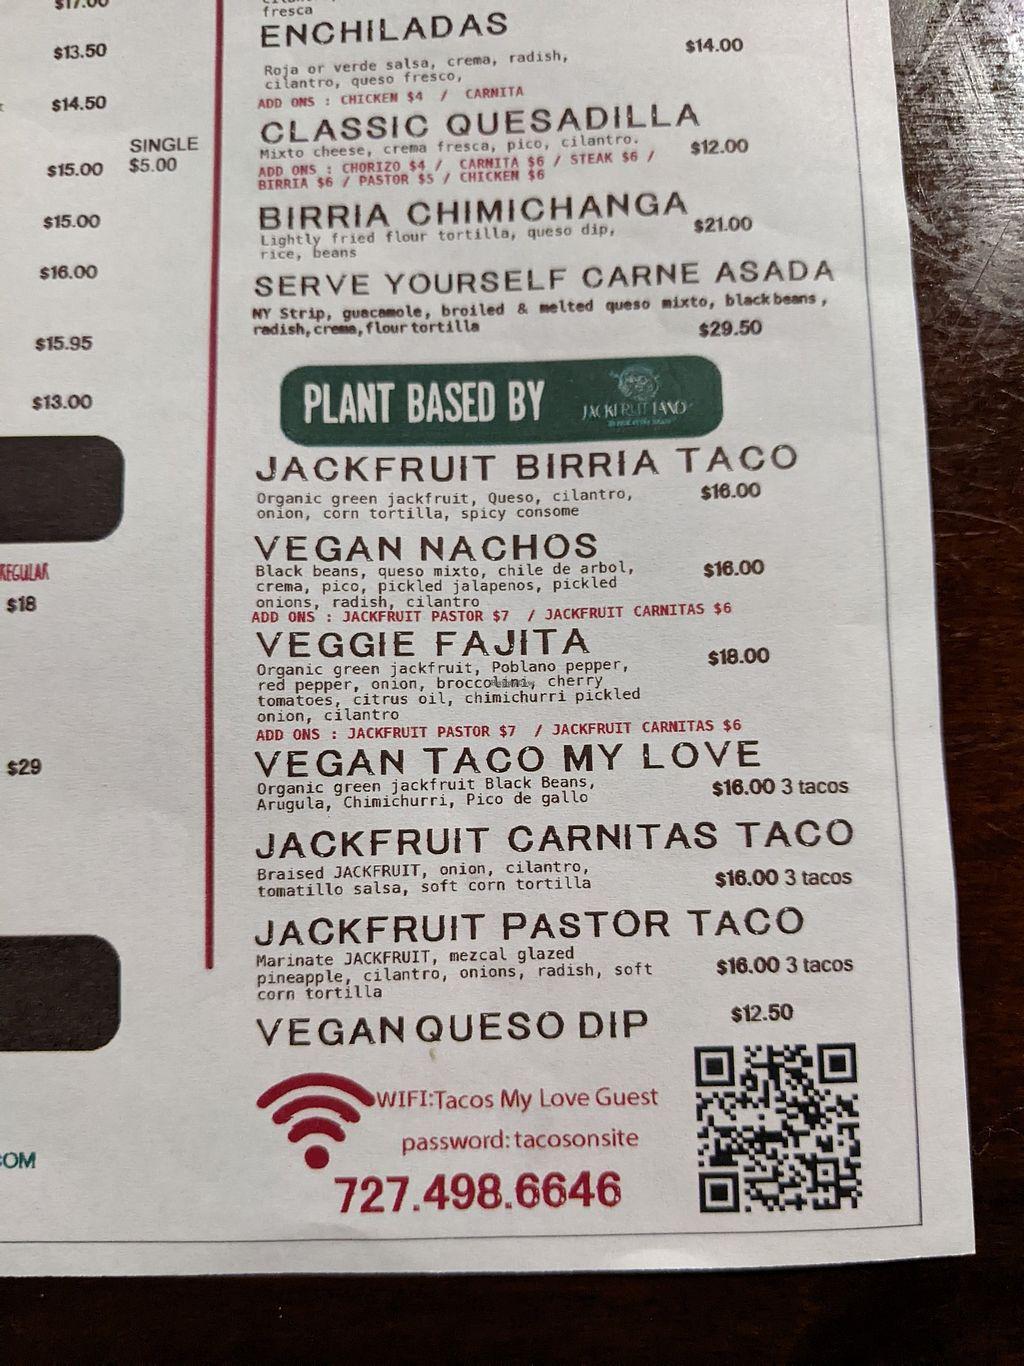 $17.00
$13.50
$14.50
SINGLE
$15.00 $5.00
$15.00
$16.00
$15.95
$13.00
REGULAR
$18
$29
COM
fresca
ENCHILADAS
$14.00
Roja or verde salsa, crema, radish,
cilantro, queso fresco,
ADD ONS : CHICKEN $4 / CARNITA
CLASSIC QUESADILLA
Mixto cheese, crema fresca, pico, cilantro.
$12.00
ADD ONS : CHORIZO $4 / CARNITA $6 / STEAK $6 /
BIRRIA $6 / PASTOR $5 / CHICKEN $6
BIRRIA CHIMICHANGA
Lightly fried flour tortilla, queso dip,
rice, beans
$21.00
SERVE YOURSELF CARNE ASADA
NY Strip, guacamole, broiled & melted queso mixto, black beans,
radish, crema, flour tortilla
$29.50
PLANT BASED BY
JACKFRUIT
JACKFRUIT BIRRIA TACO
Organic green jackfruit, Queso, cilantro,
onion, corn tortilla, spicy consome
$16.00
VEGAN NACHOS
Black beans, queso mixto, chile de arbol,
crema, pico, pickled jalapenos, pickled
onions, radish, cilantro
$16.00
ADD ONS : JACKFRUIT PASTOR $7 / JACKFRUIT CARNITAS $6
VEGGIE FAJITA
Organic green jackfruit, Poblano pepper,
red pepper, onion, broccolini, cherry
tomatoes, citrus oil, chimichurri pickled
onion, cilantro
$18.00
ADD ONS : JACKFRUIT PASTOR $7 / JACKFRUIT CARNITAS $6
VEGAN TACO MY LOVE
Organic green jackfruit Black Beans,
Arugula, Chimichurri, Pico de gallo
$16.00 3 tacos
JACKFRUIT CARNITAS TACO
Braised JACKFRUIT, onion, cilantro,
tomatillo salsa, soft corn tortilla
$16.00 3 tacos
JACKFRUIT PASTOR TACO
Marinate JACKFRUIT, mezcal glazed
pineapple, cilantro, onions, radish, soft
corn tortilla
$16.00 3 tacos
VEGAN QUESO DIP
$12.50
WIFI:Tacos My Love Guest
password: tacosonsite
727.498.6646